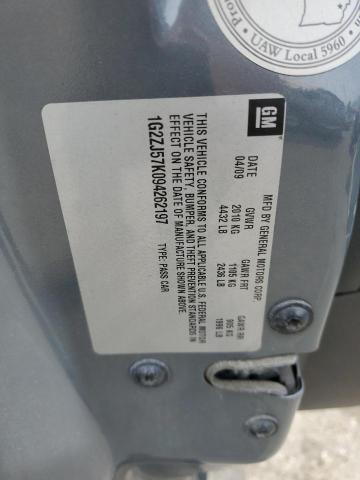 UAW Local 5960
GM
MFD BY GENERAL MOTORS CORP.
DATE GVWR GAWR FRT GAWR RR
04/09 2010 KG 1105 KG 905 KG
4432 LB 2436 LB 1996 LB
THIS VEHICLE CONFORMS TO ALL APPLICABLE U.S. FEDERAL MOTOR
VEHICLE SAFETY, BUMPER, AND THEFT PREVENTION STANDARDS IN
EFFECT ON THE DATE OF MANUFACTURE SHOWN ABOVE.
1G2ZJ57K094262197 TYPE: PASS CAR